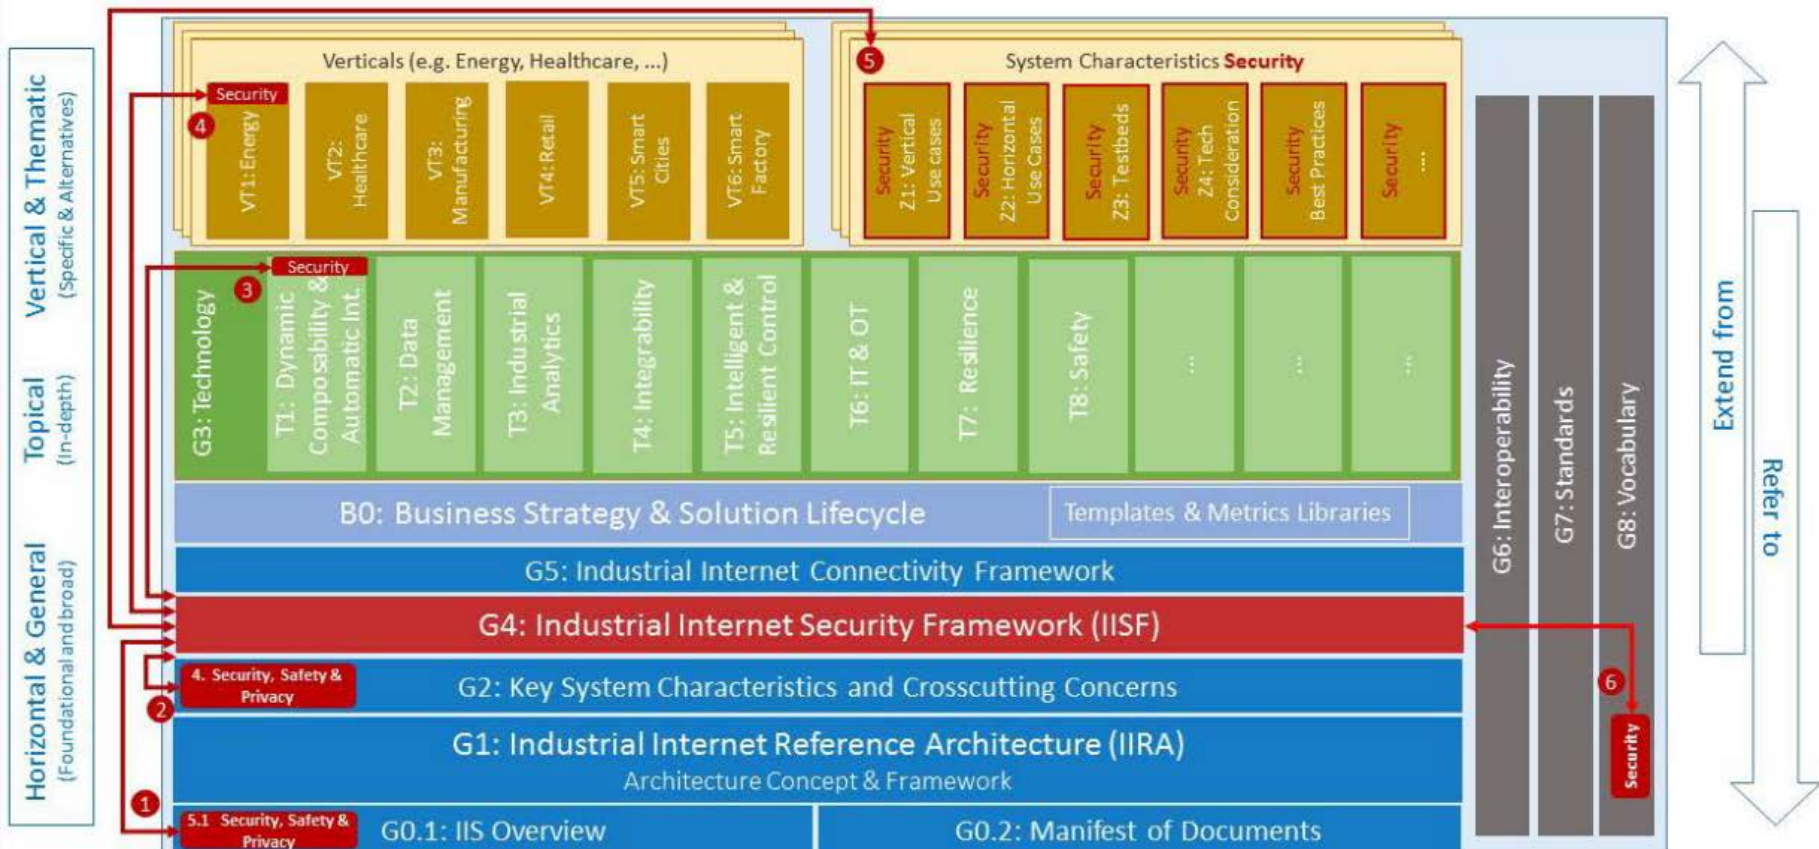 Vertical & Thematic
(Specific & Alternatives)
Topical
(In-depth)
Horizontal & General
(Foundational and broad)
Verticals (e.g. Energy, Healthcare, ...)
Security
4
VT1: Energy
VT2:
Healthcare
VT3:
Manufacturing
VT4: Retail
VT5: Smart
Cities
VT6: Smart
Factory
5
System Characteristics Security
Security
Z1: Vertical
Use cases
Security
Z2: Horizontal
Use Cases
Security
Z3: Testbeds
Security
Z4: Tech
Consideration
Security
Best Practices
Security
....
3
Security
G3: Technology
T1: Dynamic
Composability &
Automatic Int.
T2: Data
Management
T3: Industrial
Analytics
T4: Integrability
T5: Intelligent &
Resilient Control
T6: IT & OT
T7: Resilience
T8: Safety
...
...
...
B0: Business Strategy & Solution Lifecycle
Templates & Metrics Libraries
G5: Industrial Internet Connectivity Framework
G4: Industrial Internet Security Framework (IISF)
4. Security, Safety &
Privacy
2
G2: Key System Characteristics and Crosscutting Concerns
G1: Industrial Internet Reference Architecture (IIRA)
Architecture Concept & Framework
1
5.1 Security, Safety &
Privacy
G0.1: IIS Overview
G0.2: Manifest of Documents
G6: Interoperability
G7: Standards
G8: Vocabulary
6
Security
Extend from
Refer to